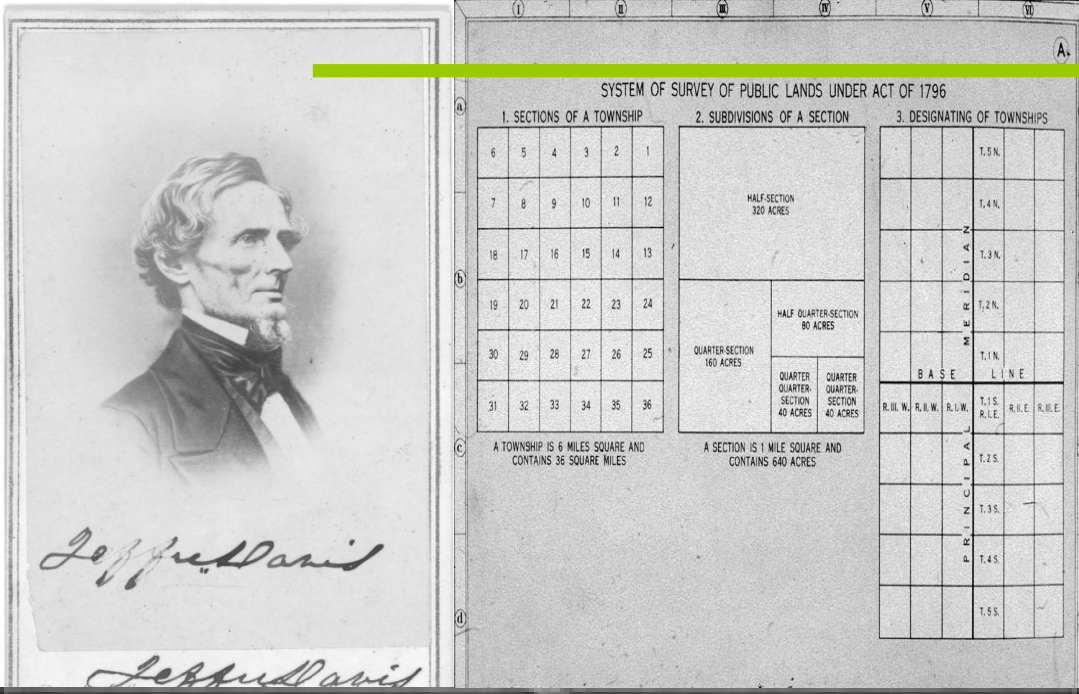 Jeffn Davis
Jeffn Davis
I II III IV V VI
A
a
b
c
d
SYSTEM OF SURVEY OF PUBLIC LANDS UNDER ACT OF 1796
1. SECTIONS OF A TOWNSHIP
6 5 4 3 2 1
7 8 9 10 11 12
18 17 16 15 14 13
19 20 21 22 23 24
30 29 28 27 26 25
31 32 33 34 35 36
A TOWNSHIP IS 6 MILES SQUARE AND
CONTAINS 36 SQUARE MILES
2. SUBDIVISIONS OF A SECTION
HALF-SECTION
320 ACRES
QUARTER-SECTION
160 ACRES
HALF QUARTER-SECTION
80 ACRES
QUARTER
QUARTER-
SECTION
40 ACRES
QUARTER
QUARTER-
SECTION
40 ACRES
A SECTION IS 1 MILE SQUARE AND
CONTAINS 640 ACRES
3. DESIGNATING OF TOWNSHIPS
T. 5 N.
T. 4 N.
T. 3 N.
T. 2 N.
T. 1 N.
BASE LINE
R. III. W. R. II. W. R. I. W.
T. 1 S.
R. I. E.
R. II. E. R. III. E.
T. 2 S.
T. 3 S.
T. 4 S.
T. 5 S.
PRINCIPAL MERIDIAN